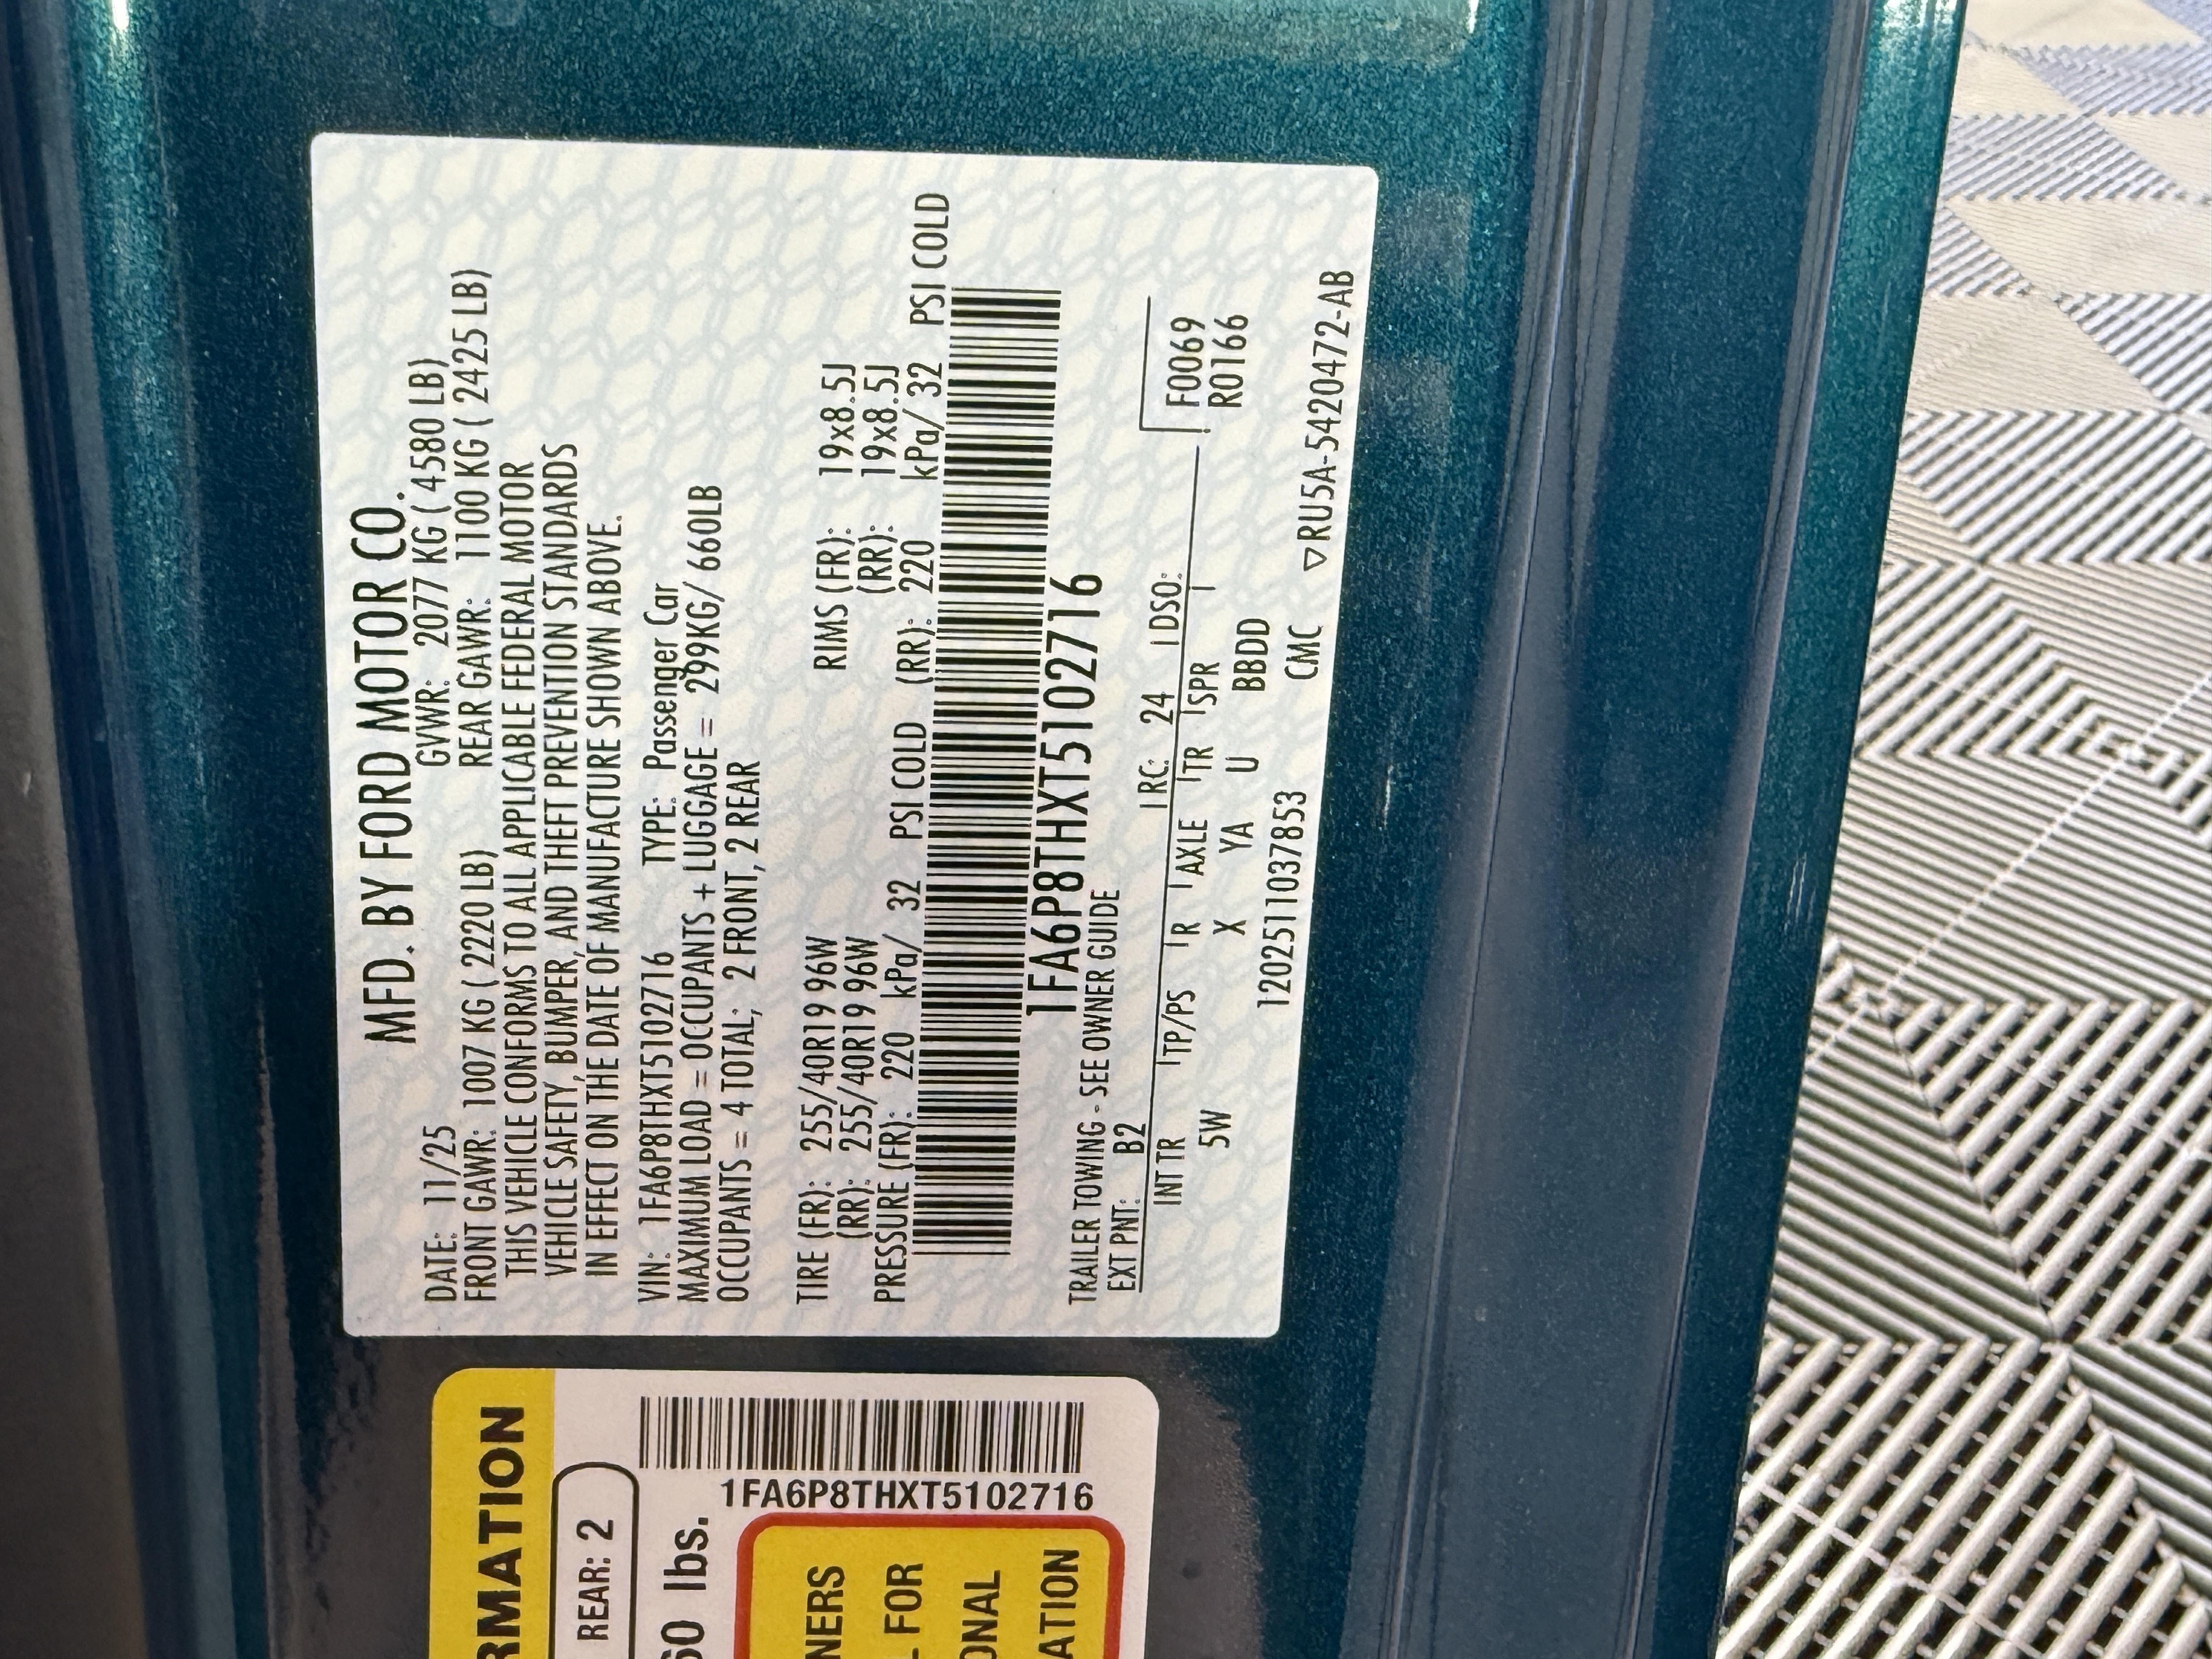 MFD. BY FORD MOTOR CO.
DATE: 11/25 GVWR: 2077 KG ( 4580 LB)
FRONT GAWR: 1007 KG ( 2220 LB) REAR GAWR: 1100 KG ( 2425 LB)
THIS VEHICLE CONFORMS TO ALL APPLICABLE FEDERAL MOTOR
VEHICLE SAFETY, BUMPER, AND THEFT PREVENTION STANDARDS
IN EFFECT ON THE DATE OF MANUFACTURE SHOWN ABOVE.
VIN: 1FA6P8THXT5102716 TYPE: Passenger Car
MAXIMUM LOAD = OCCUPANTS + LUGGAGE = 299KG/ 660LB
OCCUPANTS = 4 TOTAL; 2 FRONT, 2 REAR
TIRE (FR): 255/40R19 96W RIMS (FR): 19x8.5J
(RR): 255/40R19 96W (RR): 19x8.5J
PRESSURE (FR): 220 kPa/ 32 PSI COLD (RR): 220 kPa/ 32 PSI COLD
1FA6P8THXT5102716
TRAILER TOWING - SEE OWNER GUIDE
EXT PNT: B2 RC: 24 DSO:
INT TR TP/PS R AXLE TR SPR
5W X YA U BBDD
F0069
R0166
12025110378​53 CMC ▽RU5A-5420472-AB
RMATION
REAR: 2
60 lbs.
1FA6P8THXT5102716
NERS
L FOR
ONAL
ATION